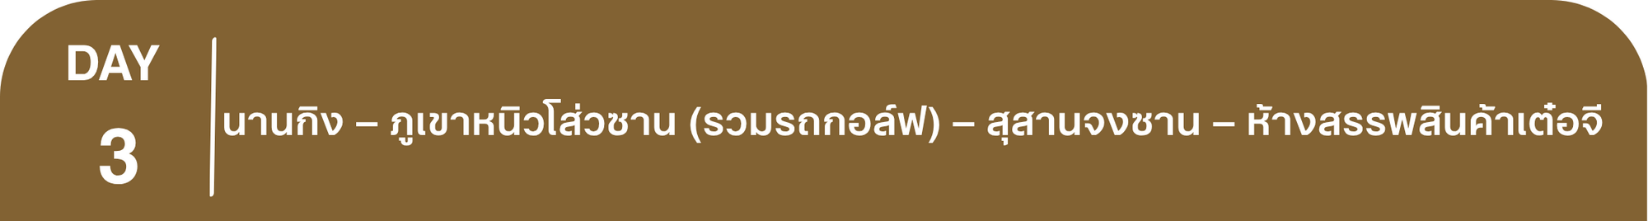 DAY
3
นานกิง – ภูเขาหนิวโส่วซาน (รวมรถกอล์ฟ) – สุสานจงซาน – ห้างสรรพสินค้าเต๋อจี